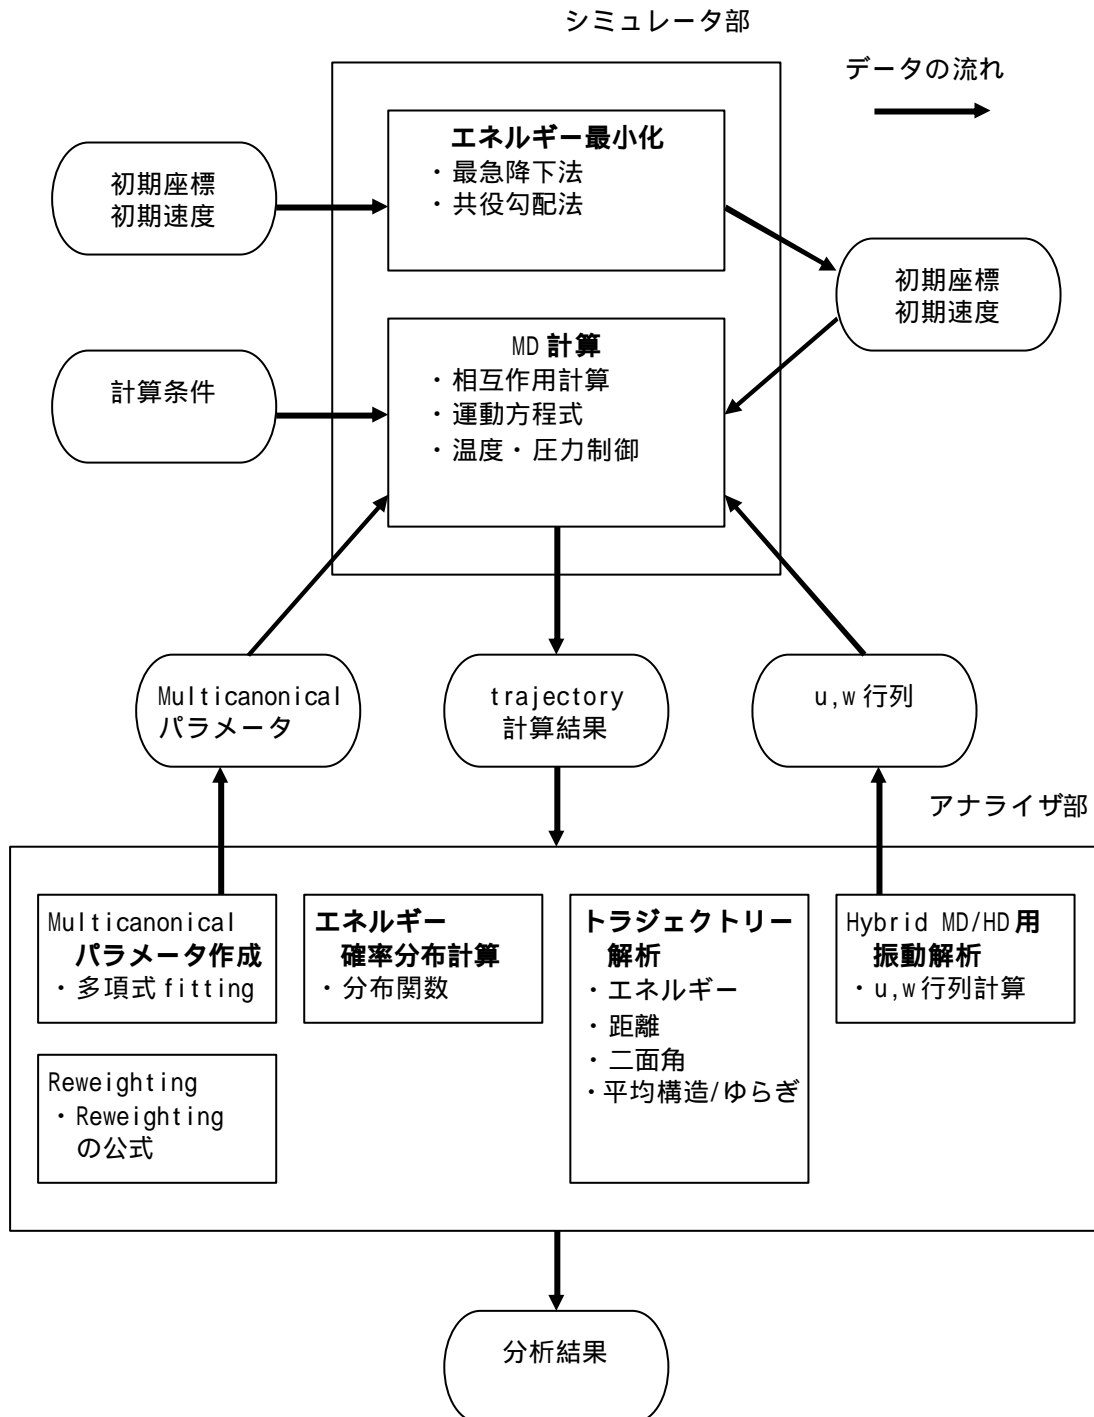 シミュレータ部
データの流れ
エネルギー最小化
・最急降下法
・共役勾配法
初期座標
初期速度
初期座標
初期速度
MD 計算
・相互作用計算
・運動方程式
・温度・圧力制御
計算条件
Multicanonical
パラメータ
trajectory
計算結果
u,w 行列
アナライザ部
Multicanonical
パラメータ作成
・多項式 fitting
エネルギー
確率分布計算
・分布関数
トラジェクトリー
解析
・エネルギー
・距離
・二面角
・平均構造/ゆらぎ
Hybrid MD/HD 用
振動解析
・u,w 行列計算
Reweighting
・Reweighting
の公式
分析結果